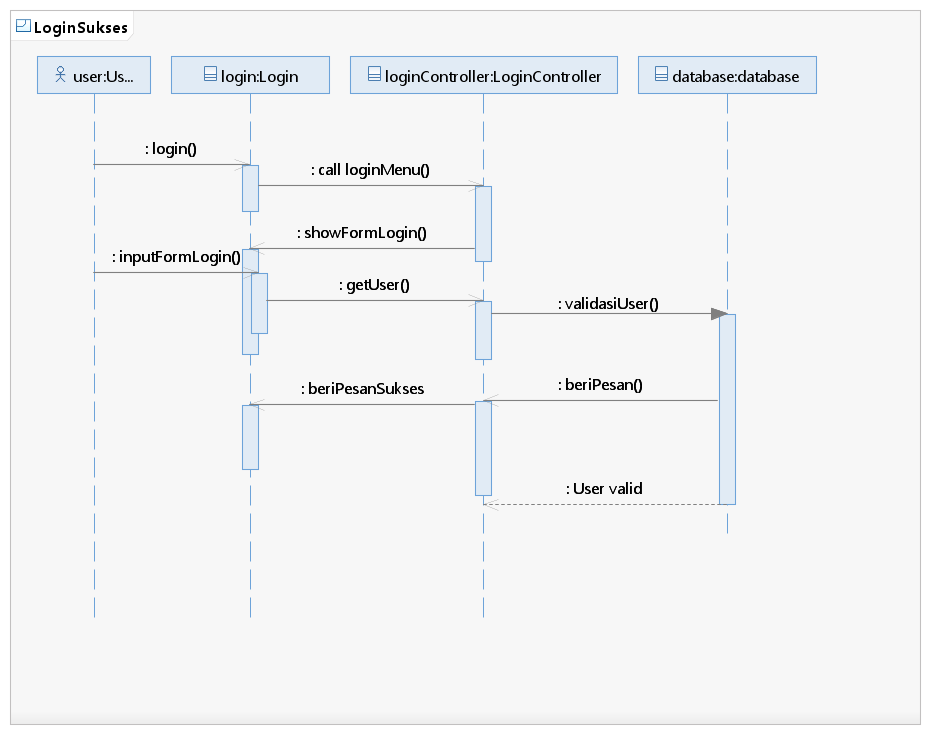 LoginSukses
user:Us...
login:Login
loginController:LoginController
database:database
: login()
: call loginMenu()
: showFormLogin()
: inputFormLogin()
: getUser()
: validasiUser()
: beriPesan()
: beriPesanSukses
: User valid